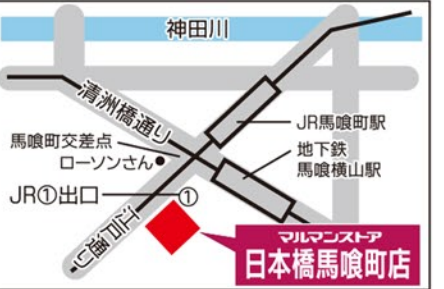 神田川
清洲橋通り
JR馬喰町駅
馬喰町交差点
ローソンさん
地下鉄
馬喰横山駅
JR①出口
①
江戸通り
マルマンストア
日本橋馬喰町店